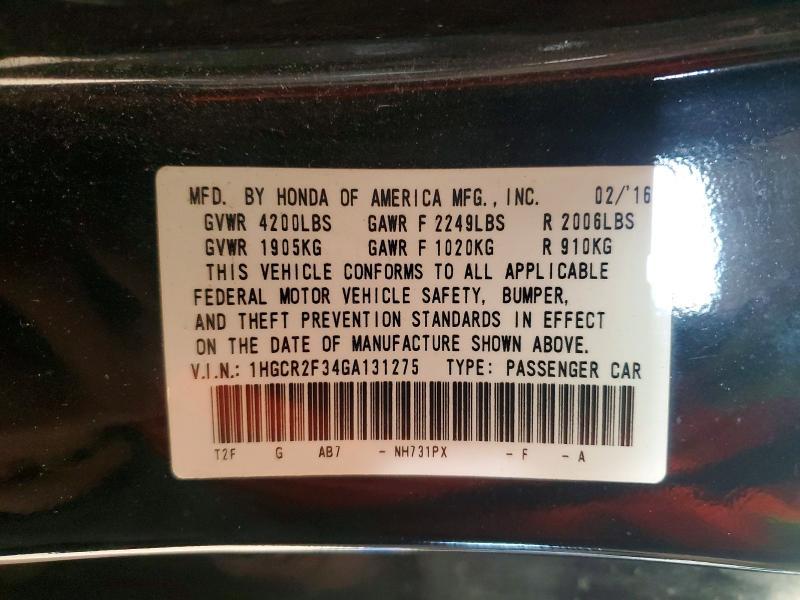 MFD. BY HONDA OF AMERICA MFG., INC. 02/'16
GVWR 4200LBS GAWR F 2249LBS R 2006LBS
GVWR 1905KG GAWR F 1020KG R 910KG
THIS VEHICLE CONFORMS TO ALL APPLICABLE
FEDERAL MOTOR VEHICLE SAFETY, BUMPER,
AND THEFT PREVENTION STANDARDS IN EFFECT
ON THE DATE OF MANUFACTURE SHOWN ABOVE.
V.I.N.: 1HGCR2F34GA131275 TYPE: PASSENGER CAR
T2F G AB7 - NH731PX - F - A